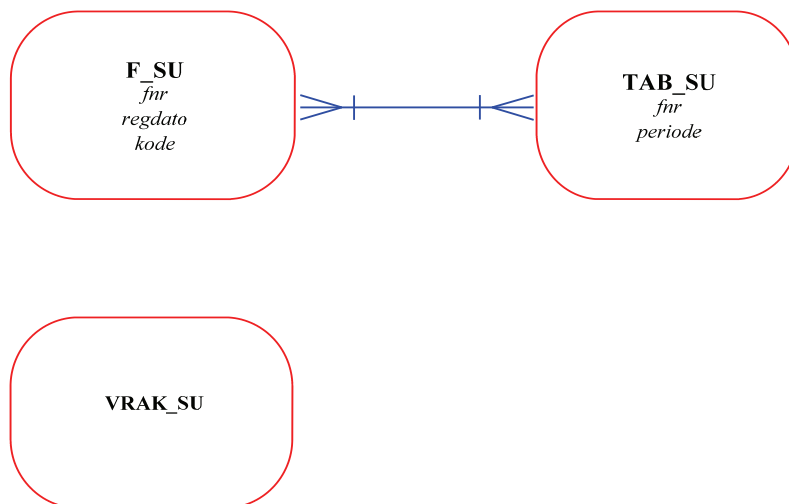 F_SU
fnr
regdato
kode
TAB_SU
fnr
periode
VRAK_SU